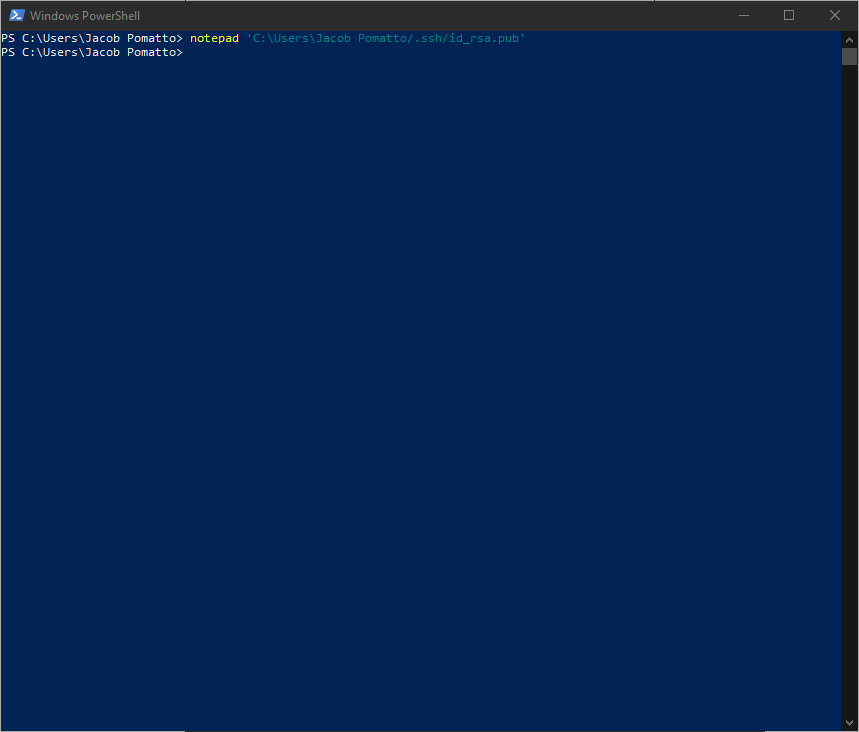 Windows PowerShell
PS C:\Users\Jacob Pomatto> notepad 'C:\Users\Jacob Pomatto/.ssh/id_rsa.pub'
PS C:\Users\Jacob Pomatto>